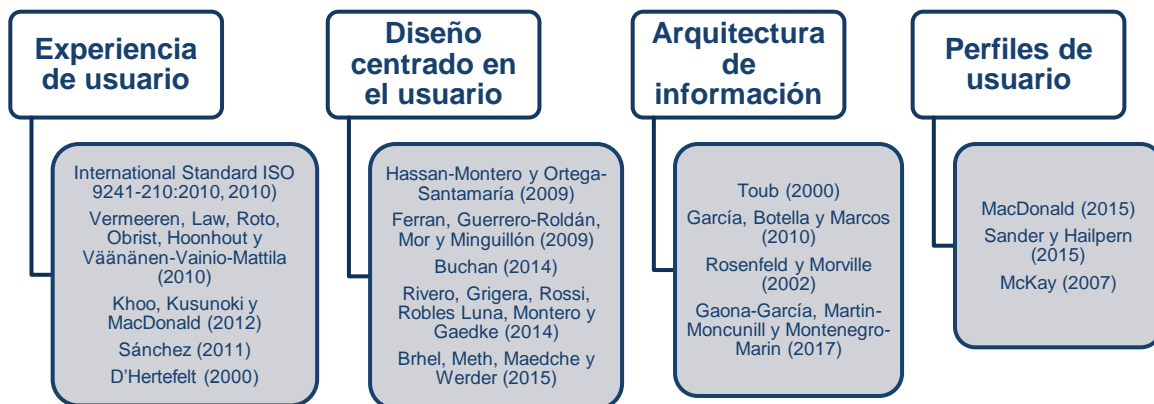 Experiencia
de usuario
International Standard ISO
9241-210:2010, 2010)
Vermeeren, Law, Roto,
Obrist, Hoonhout y
Väänänen-Vainio-Mattila
(2010)
Khoo, Kusunoki y
MacDonald (2012)
Sánchez (2011)
D’Hertefelt (2000)
Diseño
centrado en
el usuario
Hassan-Montero y Ortega-
Santamaría (2009)
Ferran, Guerrero-Roldán,
Mor y Minguillón (2009)
Buchan (2014)
Rivero, Grigera, Rossi,
Robles Luna, Montero y
Gaedke (2014)
Brhel, Meth, Maedche y
Werder (2015)
Arquitectura
de
información
Toub (2000)
García, Botella y Marcos
(2010)
Rosenfeld y Morville
(2002)
Gaona-García, Martin-
Moncunill y Montenegro-
Marin (2017)
Perfiles de
usuario
MacDonald (2015)
Sander y Hailpern
(2015)
McKay (2007)